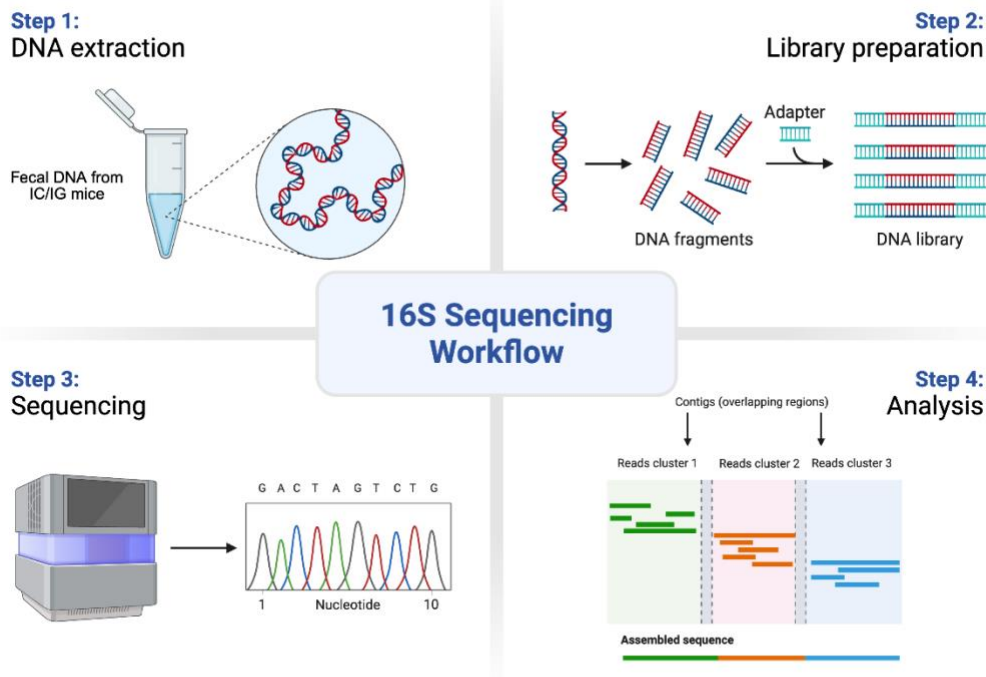 Step 1:
DNA extraction
Fecal DNA from
IC/IG mice
Step 2:
Library preparation
Adapter
DNA fragments
DNA library
16S Sequencing
Workflow
Step 3:
Sequencing
G A C T A G T C T G
1 Nucleotide 10
Step 4:
Analysis
Contigs (overlapping regions)
Reads cluster 1 Reads cluster 2 Reads cluster 3
Assembled sequence